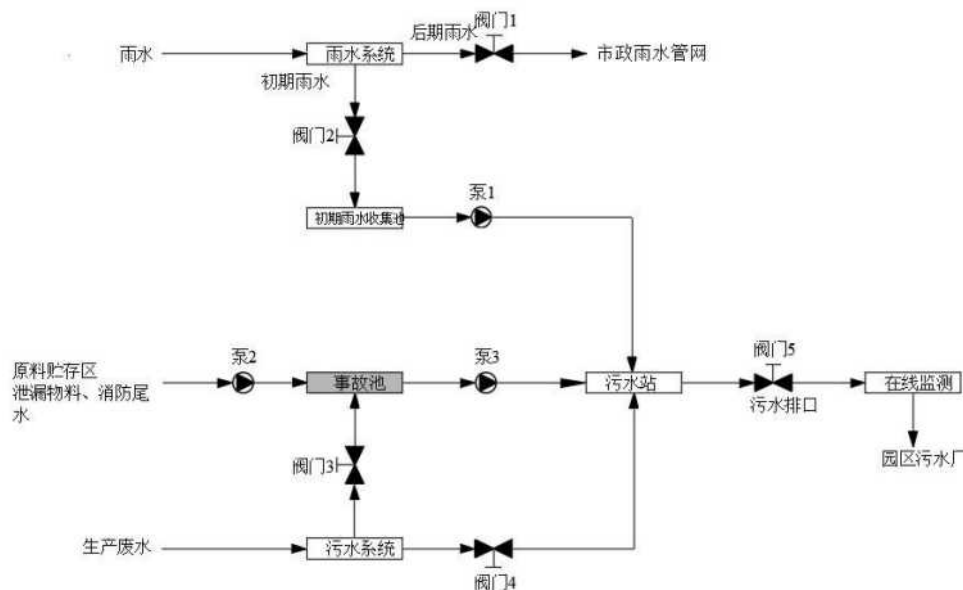 后期雨水
阀门1
雨水
雨水系统
市政雨水管网
初期雨水
阀门2
初期雨水收集池
泵1
原料贮存区
泄漏物料、消防尾
水
泵2
事故池
泵3
污水站
阀门5
污水排口
在线监测
园区污水厂
阀门3
生产废水
污水系统
阀门4